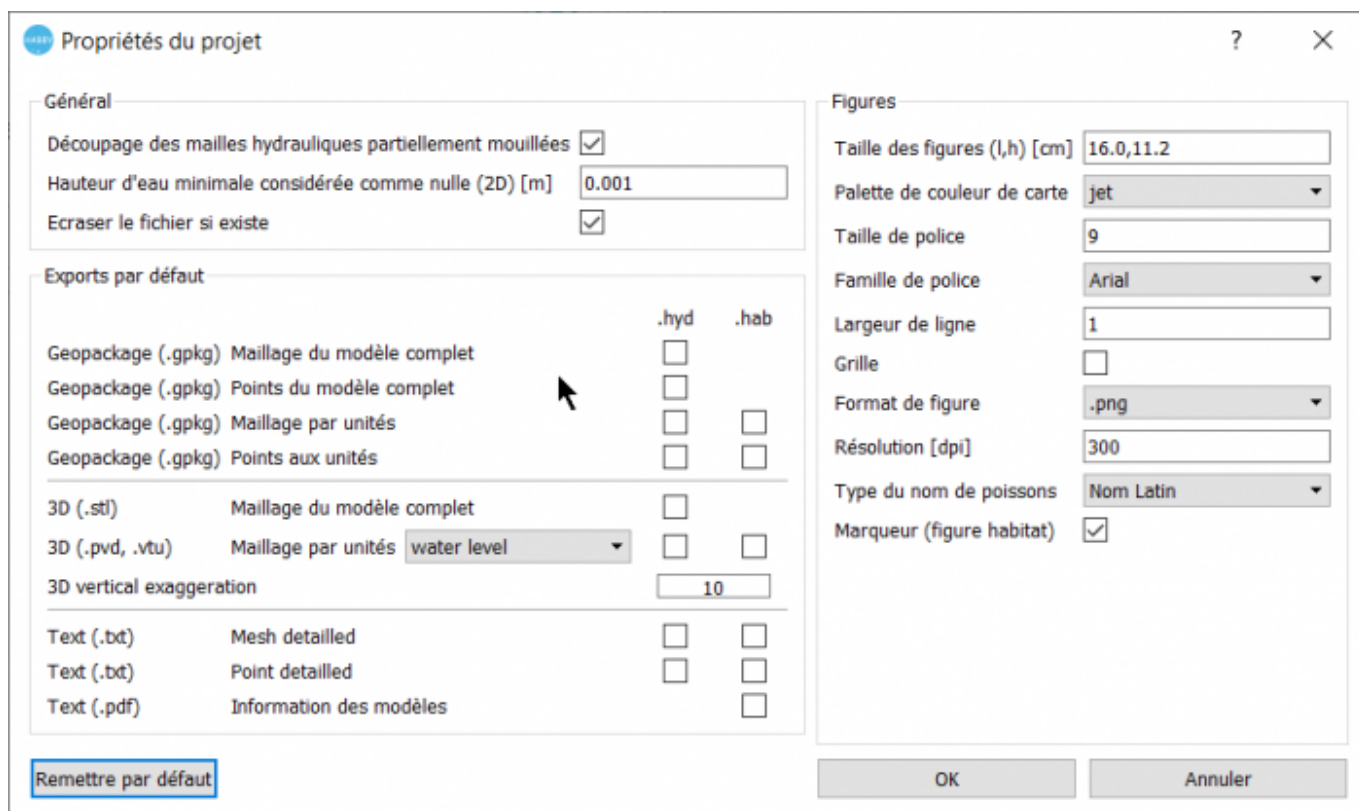 HABBY
Propriétés du projet ?
Général
Découpage des mailles hydrauliques partiellement mouillées
Hauteur d'eau minimale considérée comme nulle (2D) [m] 0.001
Ecraser le fichier si existe
Exports par défaut
.hyd .hab
Geopackage (.gpkg) Maillage du modèle complet
Geopackage (.gpkg) Points du modèle complet
Geopackage (.gpkg) Maillage par unités
Geopackage (.gpkg) Points aux unités
3D (.stl) Maillage du modèle complet
3D (.pvd, .vtu) Maillage par unités water level
3D vertical exaggeration 10
Text (.txt) Mesh detailled
Text (.txt) Point detailled
Text (.pdf) Information des modèles
Figures
Taille des figures (l,h) [cm] 16.0,11.2
Palette de couleur de carte jet
Taille de police 9
Famille de police Arial
Largeur de ligne 1
Grille
Format de figure .png
Résolution [dpi] 300
Type du nom de poissons Nom Latin
Marqueur (figure habitat)
Remettre par défaut OK Annuler